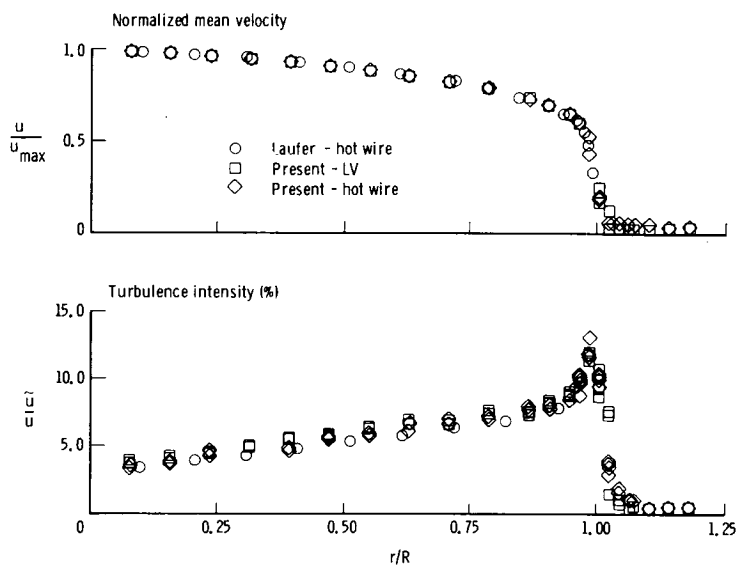 Normalized mean velocity
1.0
0.5
0
u
u max
Laufer - hot wire
Present - LV
Present - hot wire
Turbulence intensity (%)
15.0
10.0
5.0
0
0.25
0.50
0.75
1.00
1.25
r/R